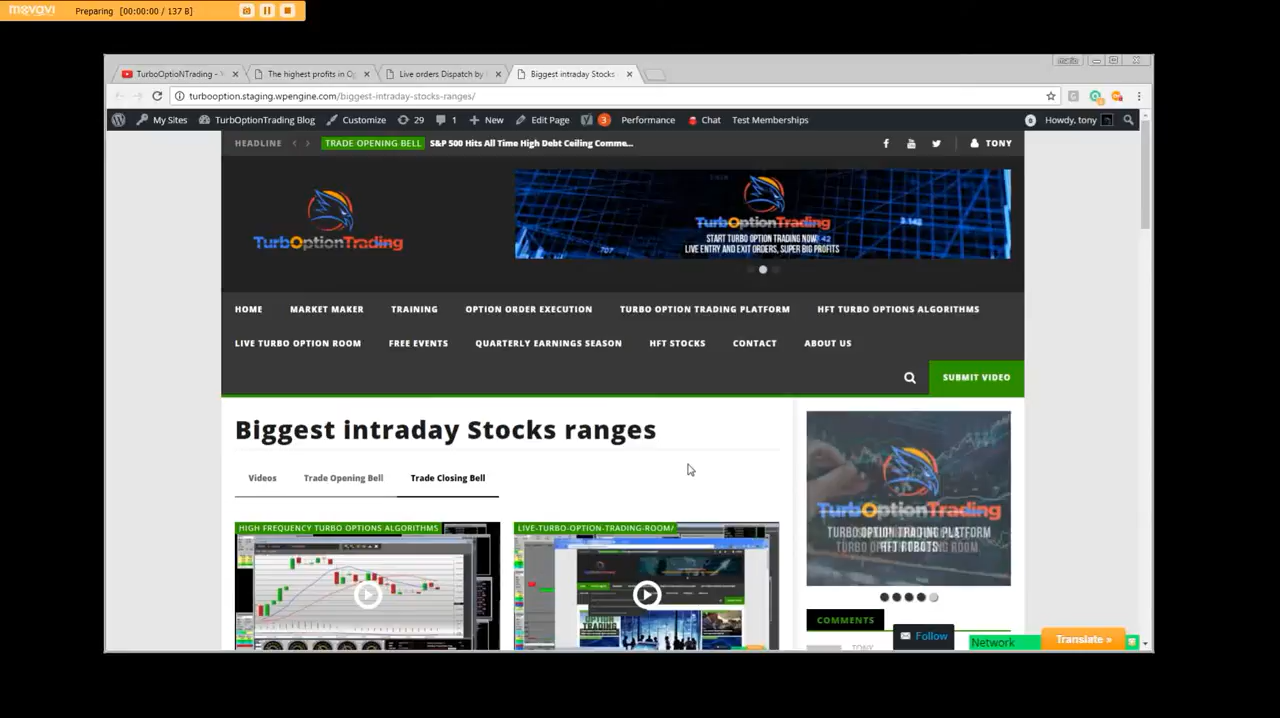 movavi Preparing [00:00:00 / 137 B]
TurboOptioNTrading - The highest profits in Op Live orders Dispatch by Biggest intraday Stocks
turbooption.staging.wpengine.com/biggest-intraday-stocks-ranges/
My Sites TurboOptionTrading Blog Customize 29 1 New Edit Page 3 Performance Chat Test Memberships Howdy, tony
HEADLINE TRADE OPENING BELL S&P 500 Hits All Time High Debt Ceiling Comme... TONY
TurbOptionTrading
TurbOptionTrading
START TURBO OPTION TRADING NOW
LIVE ENTRY AND EXIT ORDERS, SUPER BIG PROFITS
HOME MARKET MAKER TRAINING OPTION ORDER EXECUTION TURBO OPTION TRADING PLATFORM HFT TURBO OPTIONS ALGORITHMS
LIVE TURBO OPTION ROOM FREE EVENTS QUARTERLY EARNINGS SEASON HFT STOCKS CONTACT ABOUT US
SUBMIT VIDEO
Biggest intraday Stocks ranges
Videos Trade Opening Bell Trade Closing Bell
HIGH FREQUENCY TURBO OPTIONS ALGORITHMS LIVE-TURBO-OPTION-TRADING-ROOM/
TurbOptionTrading
TURBO OPTION TRADING PLATFORM
HFT ROBOTS
COMMENTS
TONY
Follow Network Translate »